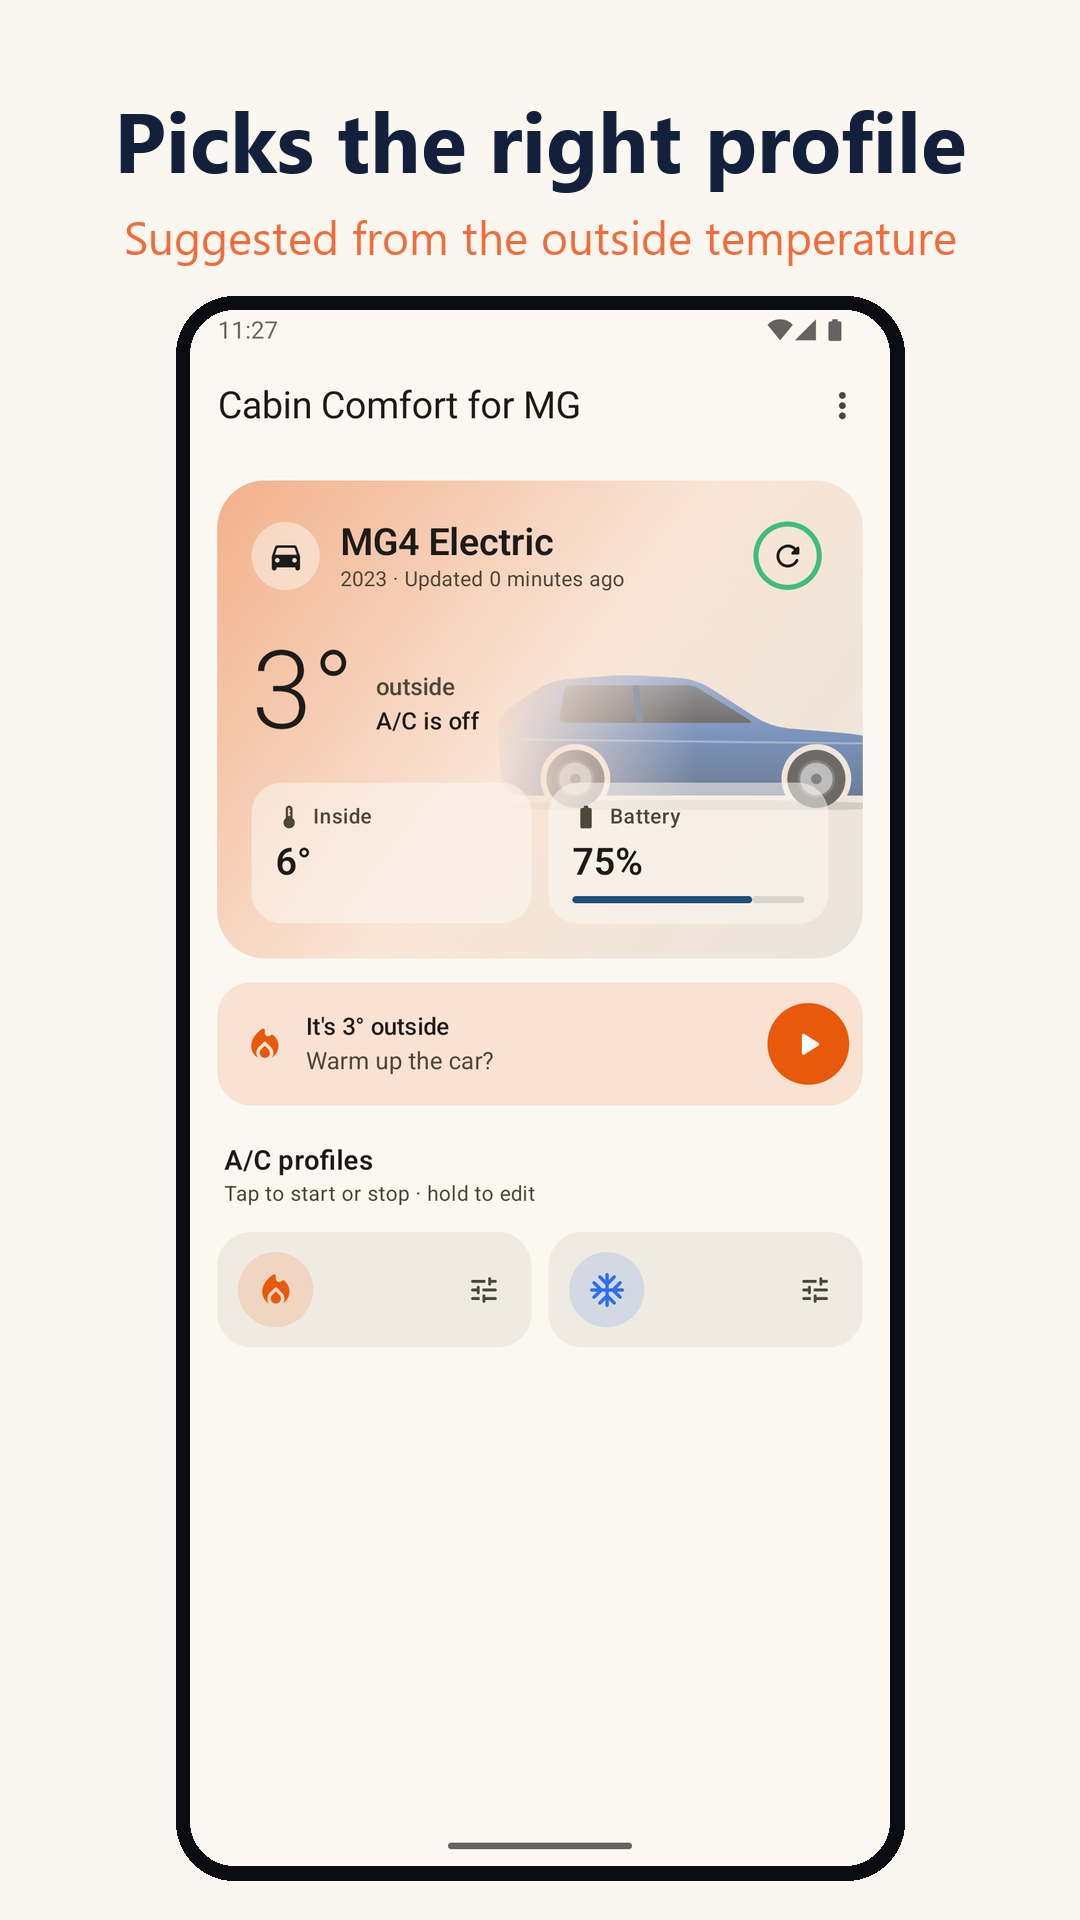 Picks the right profile
Suggested from the outside temperature
11:27
Cabin Comfort for MG
MG4 Electric
2023 · Updated 0 minutes ago
3°
outside
A/C is off
Inside
6°
Battery
75%
It's 3° outside
Warm up the car?
A/C profiles
Tap to start or stop · hold to edit